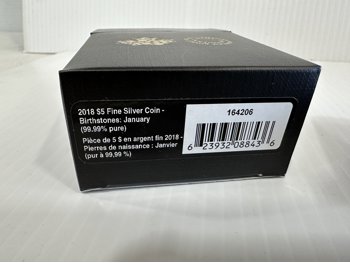 2018 $5 Fine Silver Coin -
Birthstones: January
(99.99% pure)
Pièce de 5 $ en argent fin 2018 -
Pierres de naissance : Janvier
(pur à 99,99 %)
164206
6 23932 08843 6